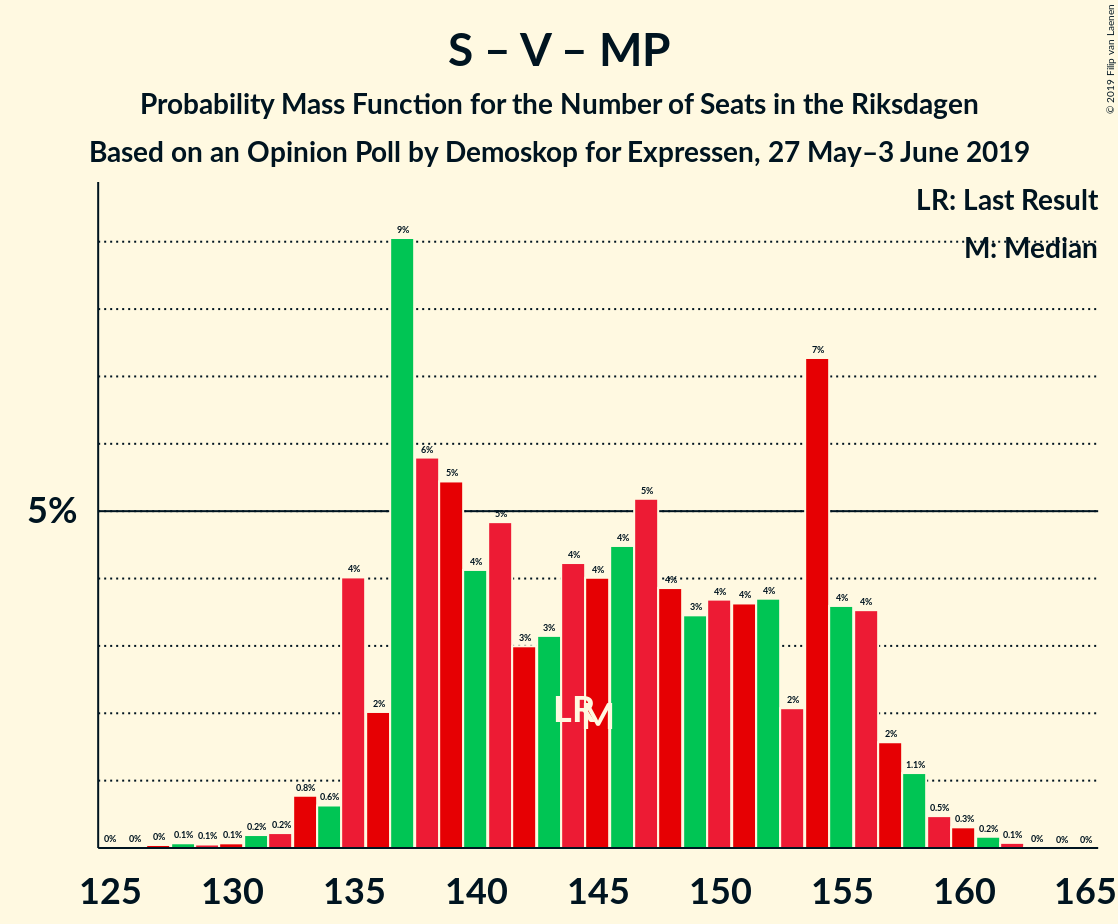 S – V – MP
Probability Mass Function for the Number of Seats in the Riksdagen
Based on an Opinion Poll by Demoskop for Expressen, 27 May–3 June 2019
© 2019 Filip van Laenen
LR: Last Result
M: Median
5%
0% 0% 0% 0.1% 0.1% 0.1% 0.2% 0.2% 0.8% 0.6% 4% 2% 9% 6% 5% 4% 5% 3% 3% 4% 4% 4% 5% 4% 3% 4% 4% 4% 2% 7% 4% 4% 2% 1.1% 0.5% 0.3% 0.2% 0.1% 0% 0% 0%
LR M
125 130 135 140 145 150 155 160 165